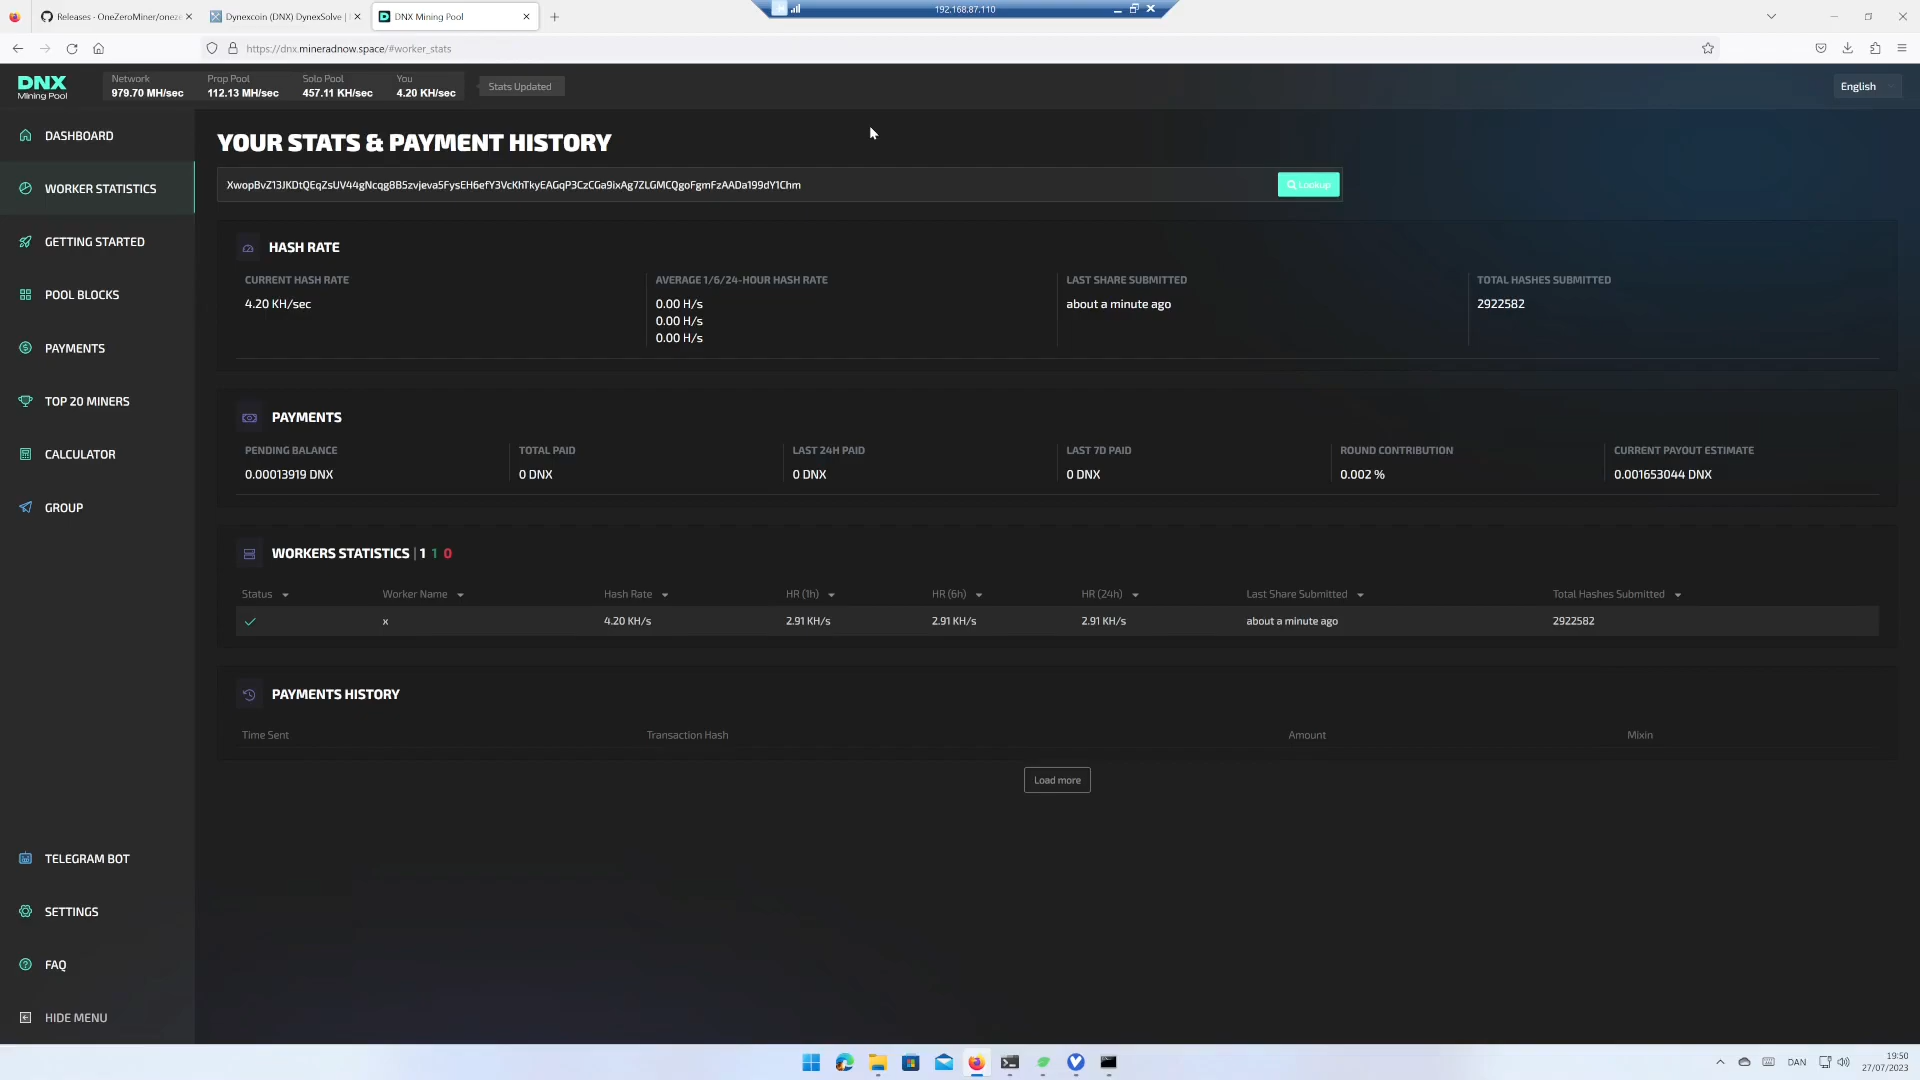 Releases · OneZeroMiner/onez
Dynexcoin (DNX) DynexSolve |
DNX Mining Pool
192.168.87.110
https://dnx.mineradnow.space/#worker_stats
DNX
Mining Pool
Network
979.70 MH/sec
Prop Pool
112.13 MH/sec
Solo Pool
457.11 KH/sec
You
4.20 KH/sec
Stats Updated
English
DASHBOARD
WORKER STATISTICS
GETTING STARTED
POOL BLOCKS
PAYMENTS
TOP 20 MINERS
CALCULATOR
GROUP
TELEGRAM BOT
SETTINGS
FAQ
HIDE MENU
YOUR STATS & PAYMENT HISTORY
XwopBvZ13JKDtQEqZsUV44gNcqg8BSzvjeva5FysEH6efY3VcKhTkyEAGqP3CzCGa9ixAg7ZLGMCQgoFgmFzAADa199dY1Chm
Lookup
HASH RATE
CURRENT HASH RATE
4.20 KH/sec
AVERAGE 1/6/24-HOUR HASH RATE
0.00 H/s
0.00 H/s
0.00 H/s
LAST SHARE SUBMITTED
about a minute ago
TOTAL HASHES SUBMITTED
2922582
PAYMENTS
PENDING BALANCE
0.00013919 DNX
TOTAL PAID
0 DNX
LAST 24H PAID
0 DNX
LAST 7D PAID
0 DNX
ROUND CONTRIBUTION
0.002 %
CURRENT PAYOUT ESTIMATE
0.001653044 DNX
WORKERS STATISTICS | 1 1 0
Status Worker Name Hash Rate HR (1h) HR (6h) HR (24h) Last Share Submitted Total Hashes Submitted
x 4.20 KH/s 2.91 KH/s 2.91 KH/s 2.91 KH/s about a minute ago 2922582
PAYMENTS HISTORY
Time Sent Transaction Hash Amount Mixin
Load more
DAN
19:50
27/07/2023